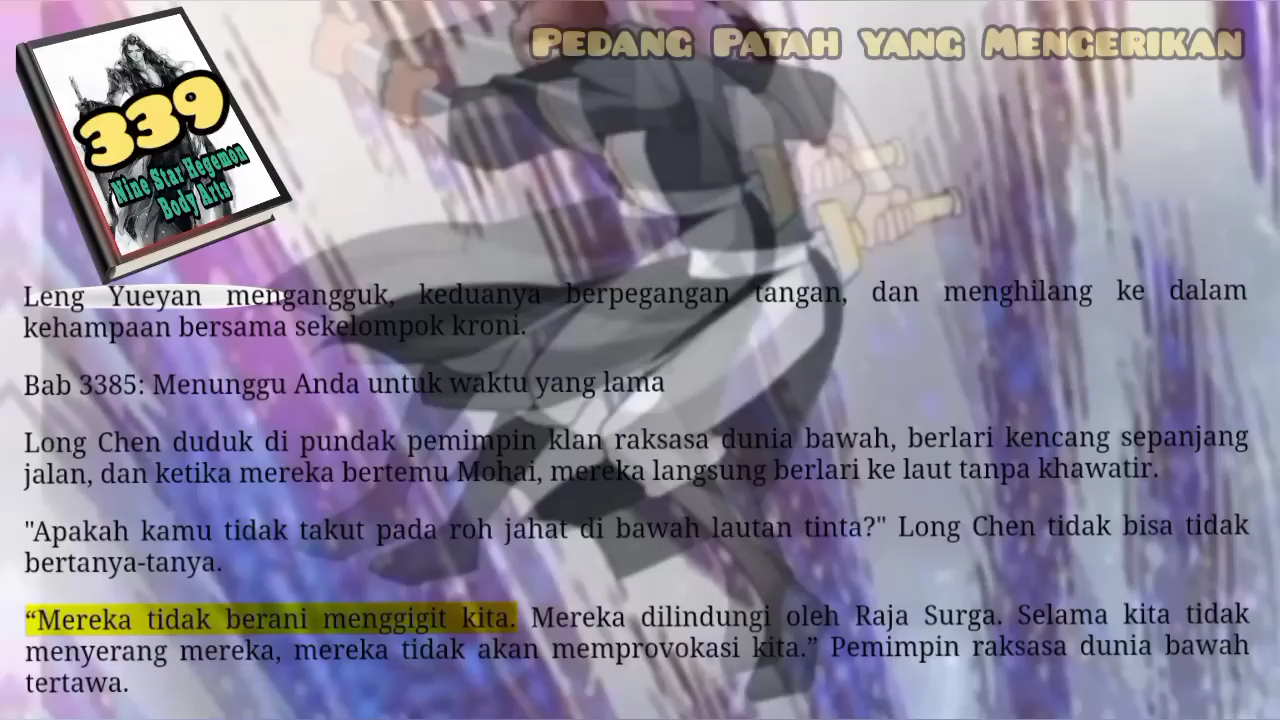 Pedang Patah yang Mengerikan
339
Nine Star Hegemon
Body Arts
Leng Yueyan mengangguk, keduanya berpegangan tangan, dan menghilang ke dalam
kehampaan bersama sekelompok kroni.
Bab 3385: Menunggu Anda untuk waktu yang lama
Long Chen duduk di pundak pemimpin klan raksasa dunia bawah, berlari kencang sepanjang
jalan, dan ketika mereka bertemu Mohai, mereka langsung berlari ke laut tanpa khawatir.
"Apakah kamu tidak takut pada roh jahat di bawah lautan tinta?" Long Chen tidak bisa tidak
bertanya-tanya.
“Mereka tidak berani menggigit kita. Mereka dilindungi oleh Raja Surga. Selama kita tidak
menyerang mereka, mereka tidak akan memprovokasi kita.” Pemimpin raksasa dunia bawah
tertawa.